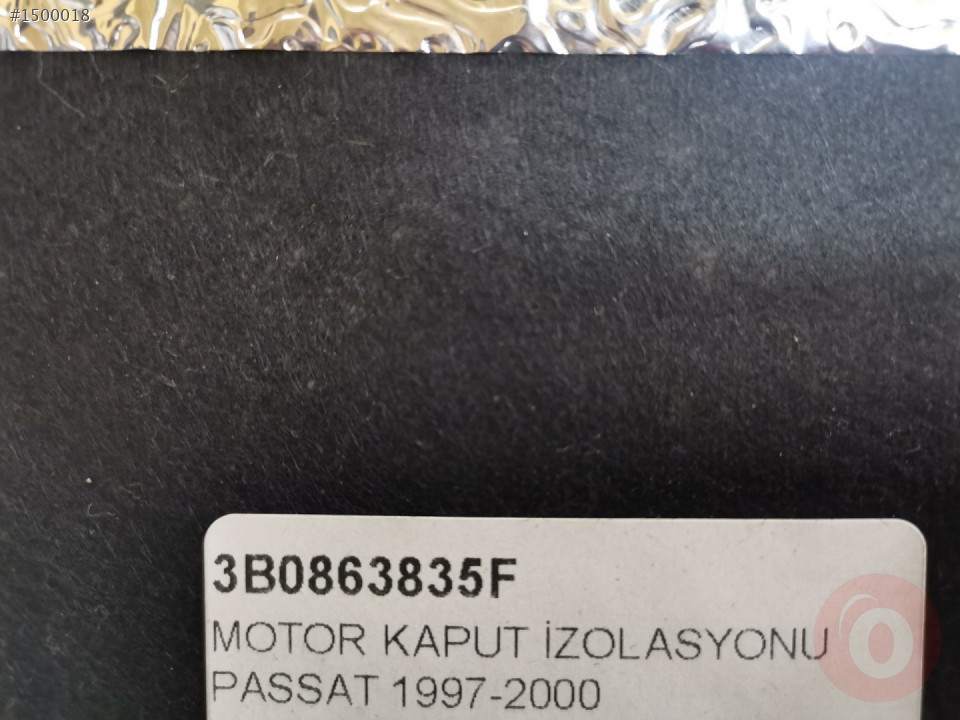 #1500018
3B0863835F
MOTOR KAPUT İZOLASYONU
PASSAT 1997-2000